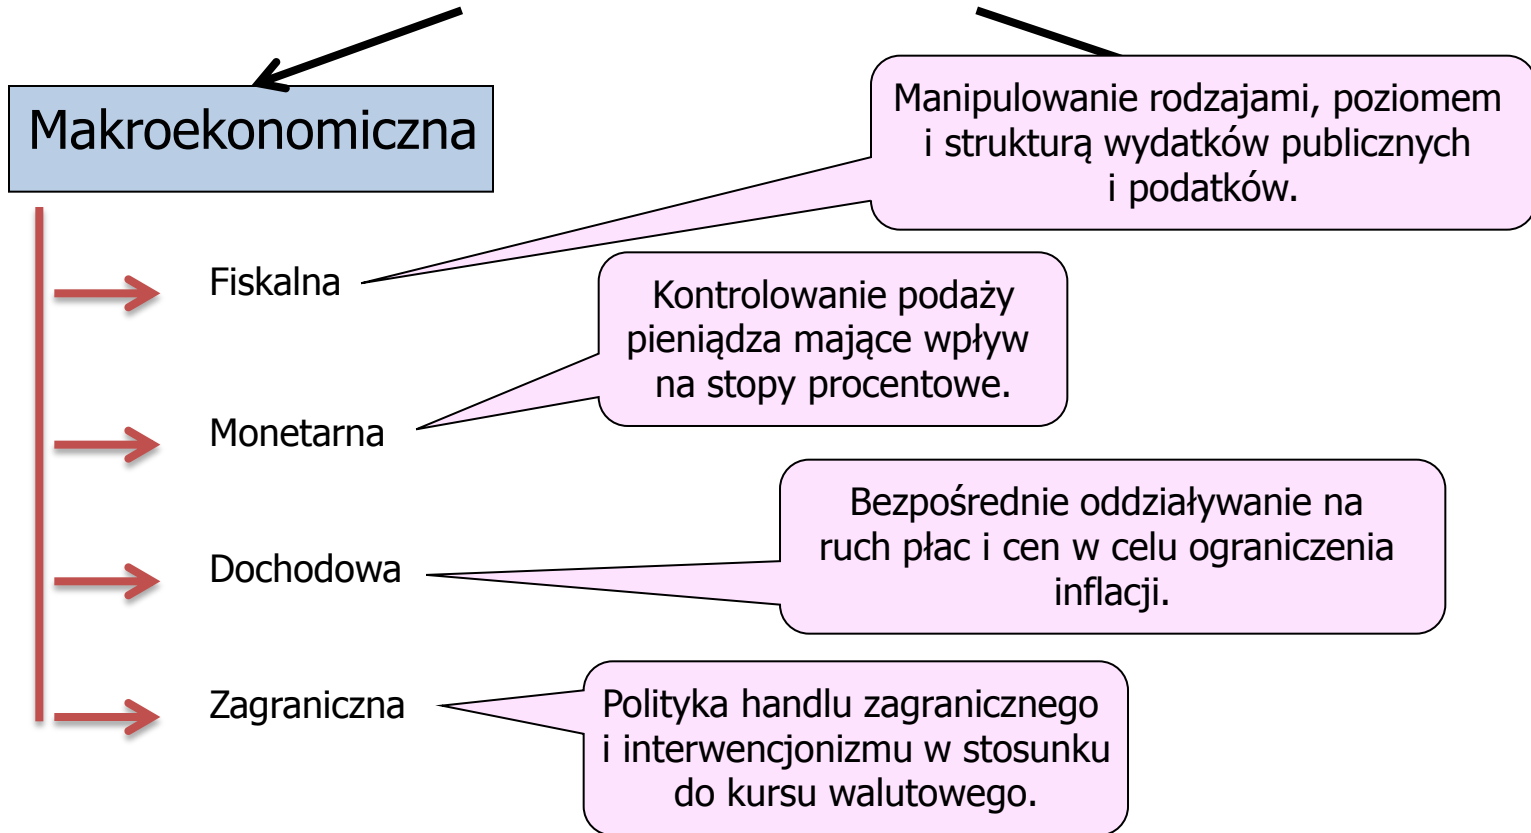 Makroekonomiczna
Manipulowanie rodzajami, poziomem
i strukturą wydatków publicznych
i podatków.
Fiskalna
Kontrolowanie podaży
pieniądza mające wpływ
na stopy procentowe.
Monetarna
Bezpośrednie oddziaływanie na
ruch płac i cen w celu ograniczenia
inflacji.
Dochodowa
Zagraniczna
Polityka handlu zagranicznego
i interwencjonizmu w stosunku
do kursu walutowego.